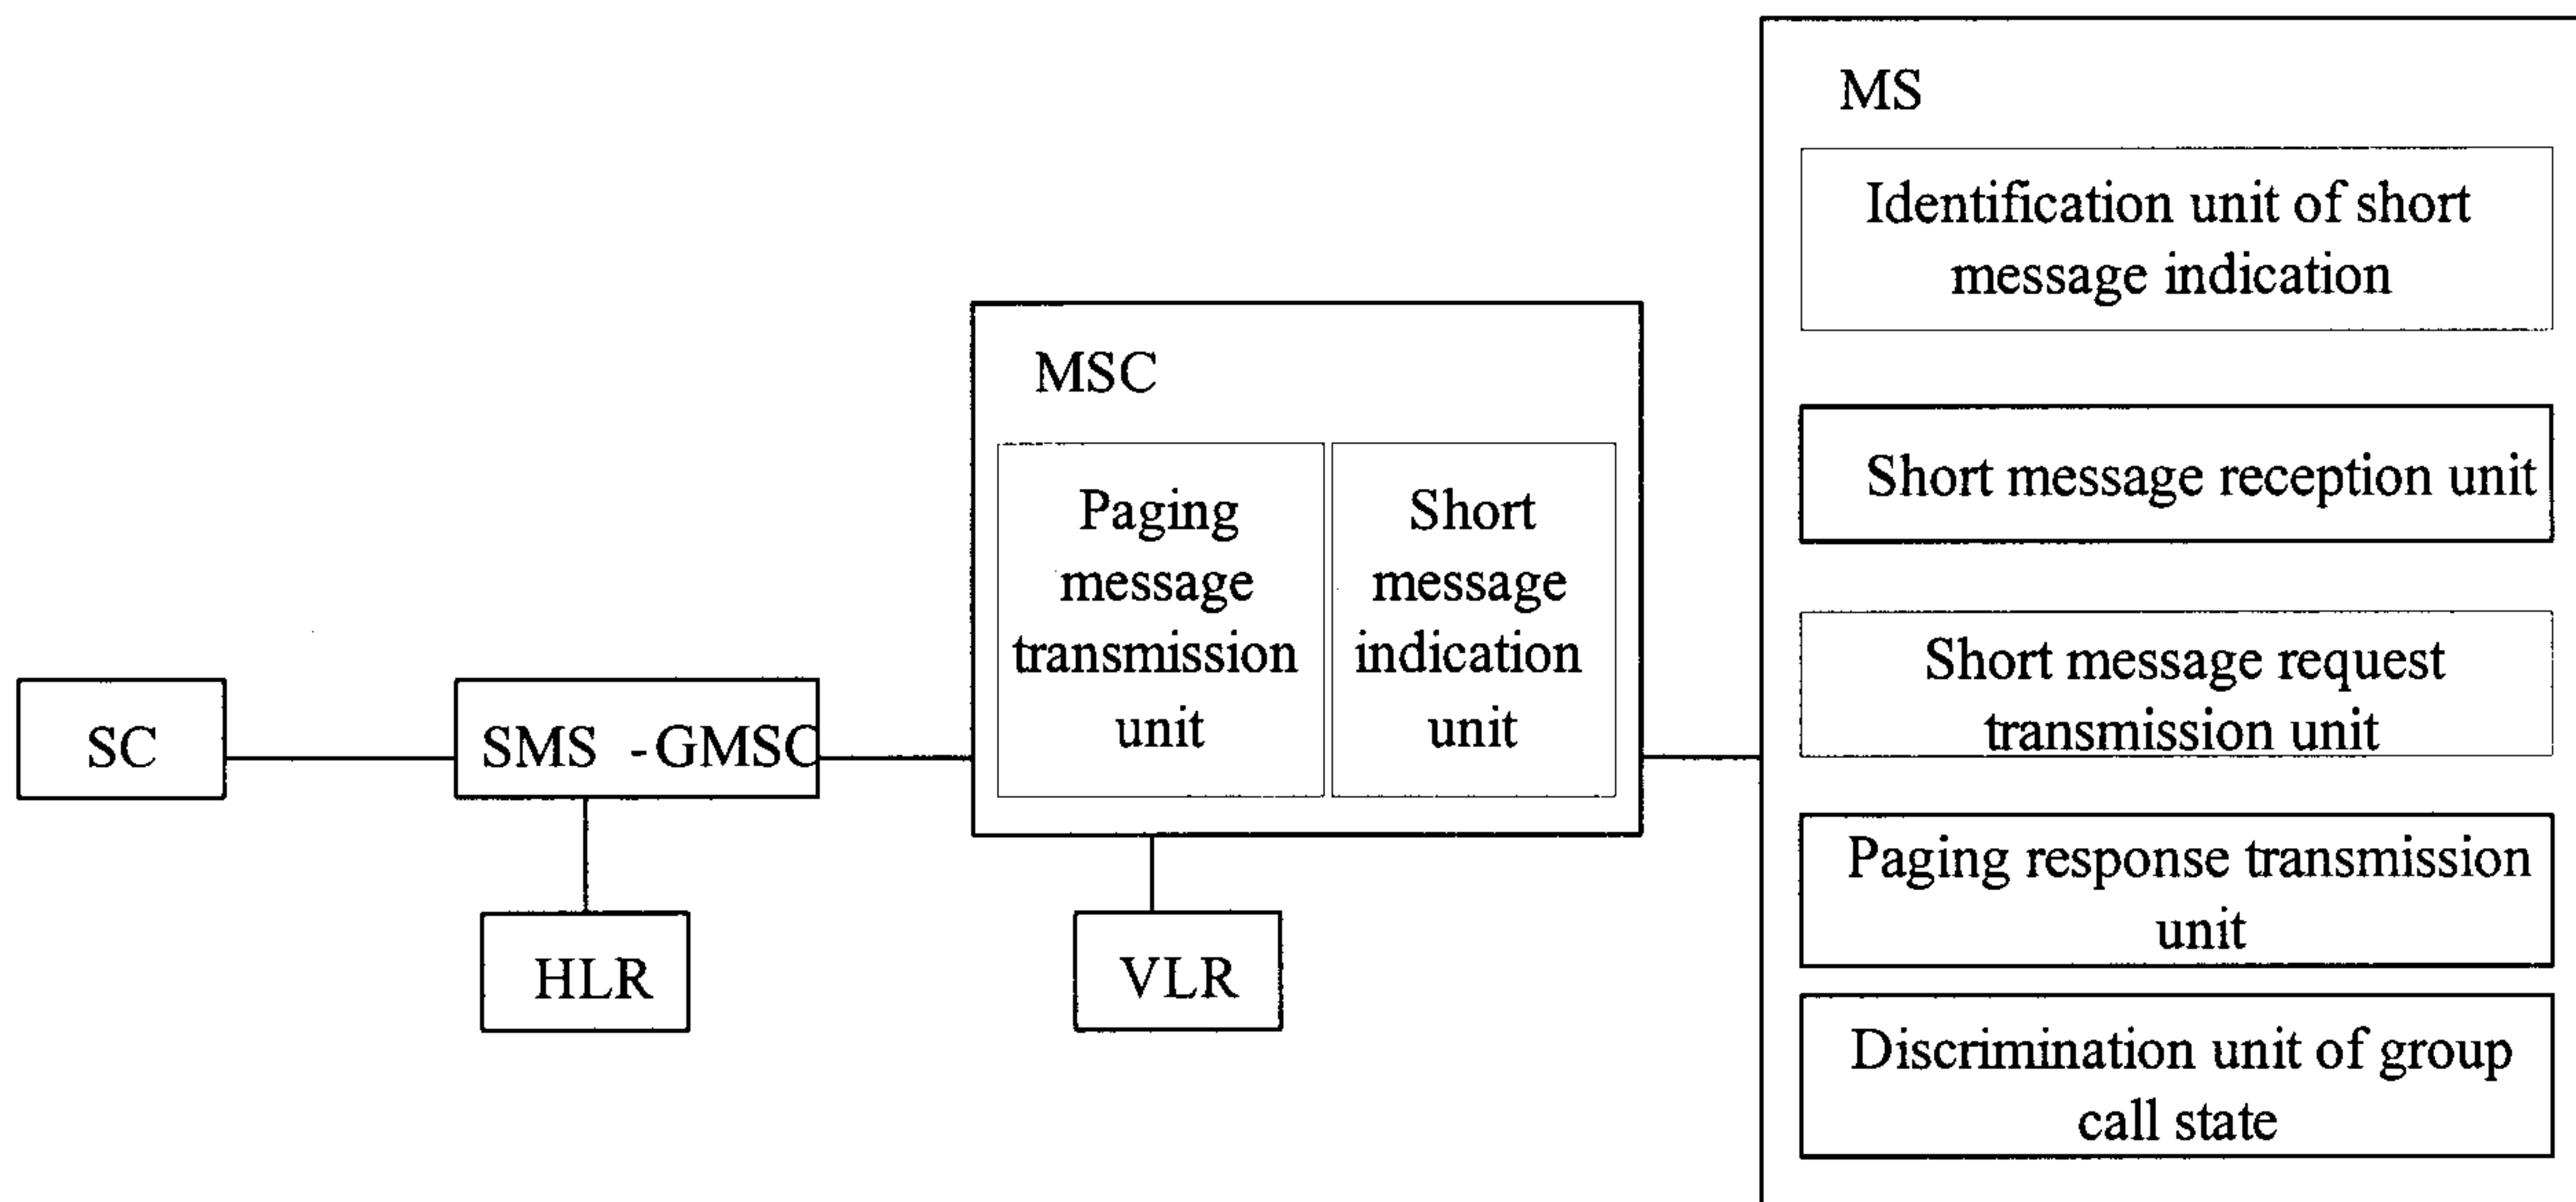 MS
Identification unit of short
message indication
Short message reception unit
Short message request
transmission unit
Paging response transmission
unit
Discrimination unit of group
call state
MSC
Paging
message
transmission
unit
Short
message
indication
unit
SC
SMS -GMSC
HLR
VLR